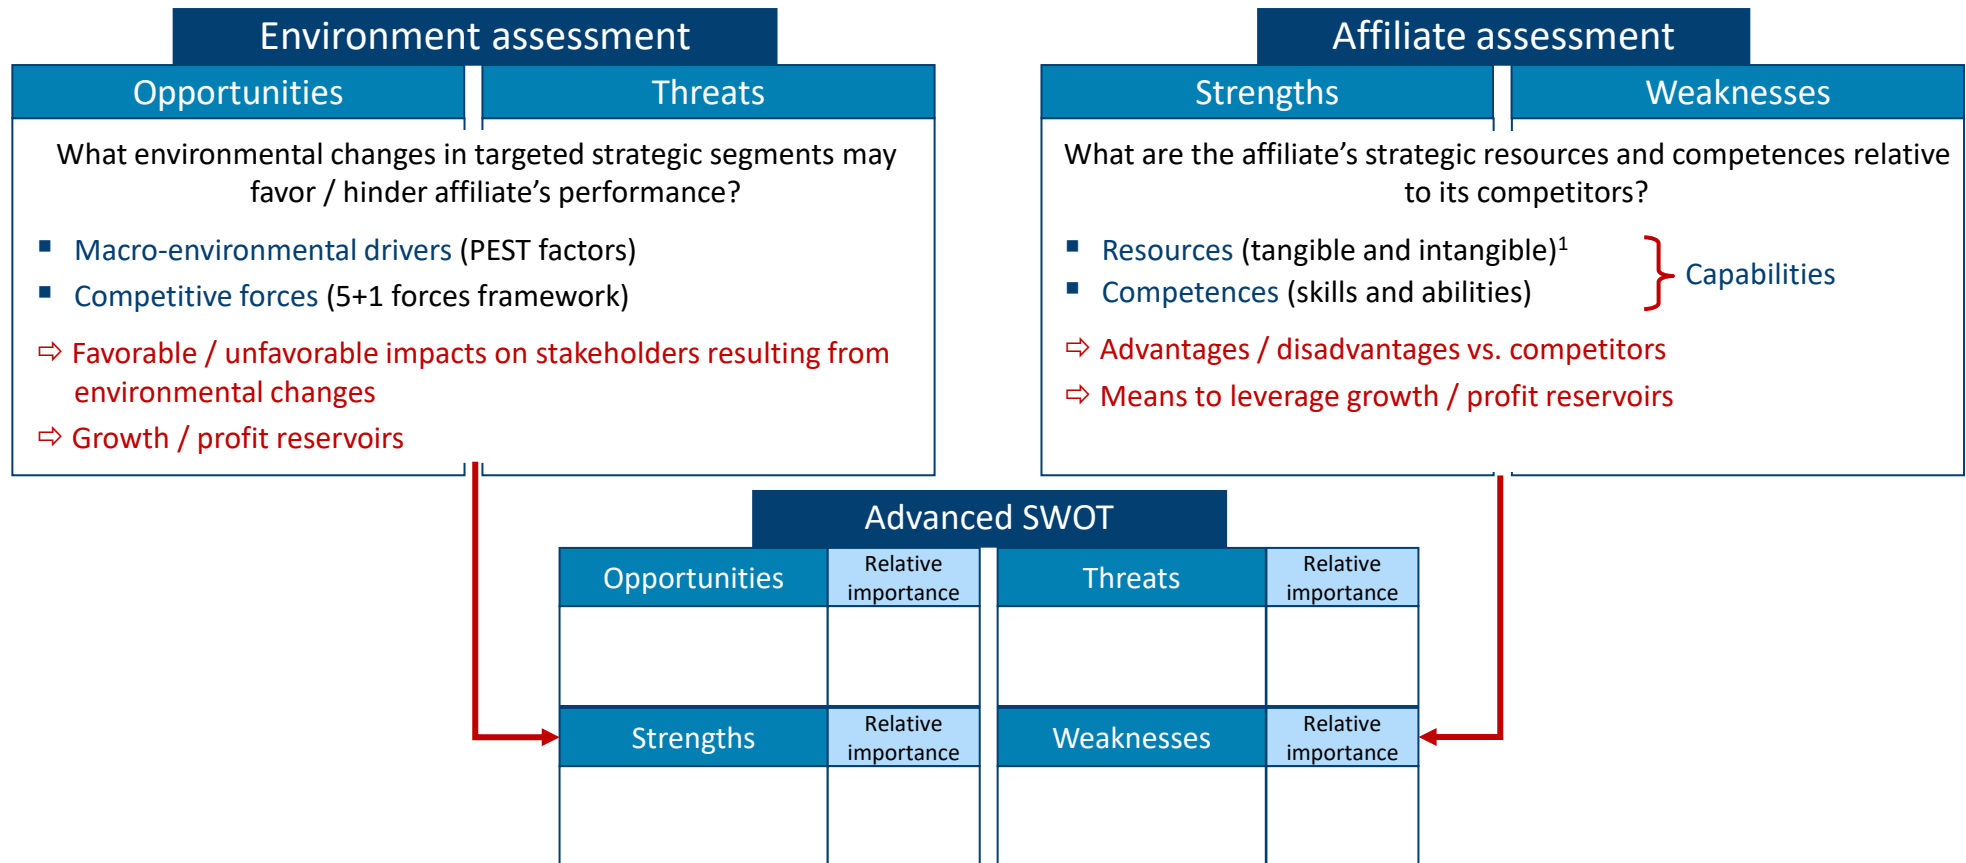 Environment assessment
Opportunities
Threats
What environmental changes in targeted strategic segments may
favor / hinder affiliate's performance?
▪ Macro-environmental drivers (PEST factors)
▪ Competitive forces (5+1 forces framework)
⇨ Favorable / unfavorable impacts on stakeholders resulting from
environmental changes
⇨ Growth / profit reservoirs
Affiliate assessment
Strengths
Weaknesses
What are the affiliate's strategic resources and competences relative
to its competitors?
▪ Resources (tangible and intangible)¹
▪ Competences (skills and abilities)
Capabilities
⇨ Advantages / disadvantages vs. competitors
⇨ Means to leverage growth / profit reservoirs
Advanced SWOT
Opportunities
Relative
importance
Threats
Relative
importance
Strengths
Relative
importance
Weaknesses
Relative
importance